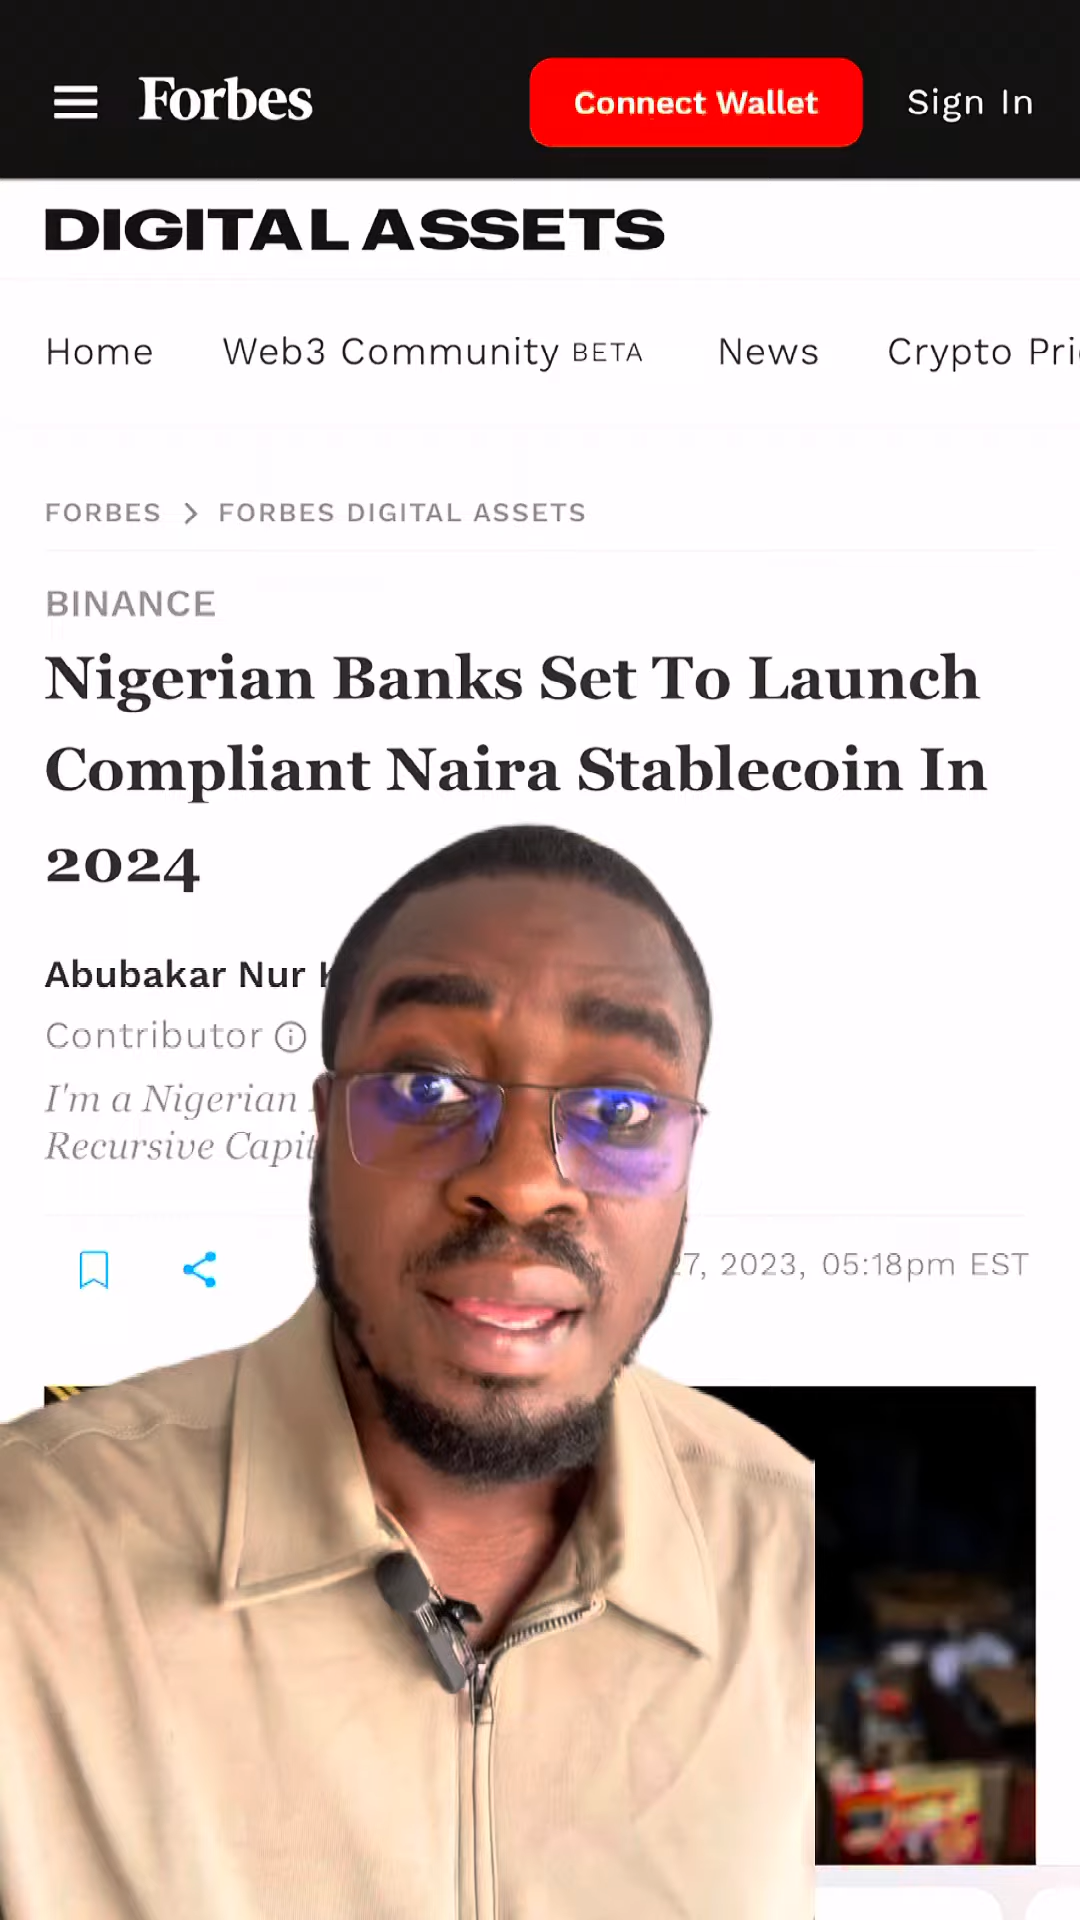 Forbes
Connect Wallet
Sign In
DIGITAL ASSETS
Home
Web3 Community BETA
News
Crypto
FORBES > FORBES DIGITAL ASSETS
BINANCE
Nigerian Banks Set To Launch
Compliant Naira Stablecoin In
2024
Abubakar Nur
Contributor
I'm a Nigerian
Recursive
2023, 05:18pm EST